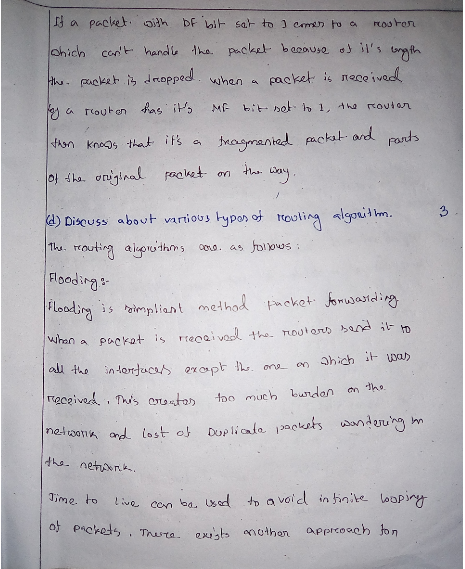 If a packet with DF bit set to 1 comes to a router
which can't handle the packet because of it's length
the packet is dropped. when a packet is received
by a router has it's MF bit set to 1, the router
then knows that it's a fragmented packet and parts
of the original packet on the way.
(d) Discuss about various types of routing algorithm. 3
The routing algorithms are as follows:
Flooding:-
Flooding is simpliest method packet forwarding
when a packet is received the routers send it to
all the interfaces except the one on which it was
received. This creates too much burden on the
network and lost of Duplicate packets wandering in
the network.
Time to live can be used to avoid infinite looping
of packets. There exists another approach for